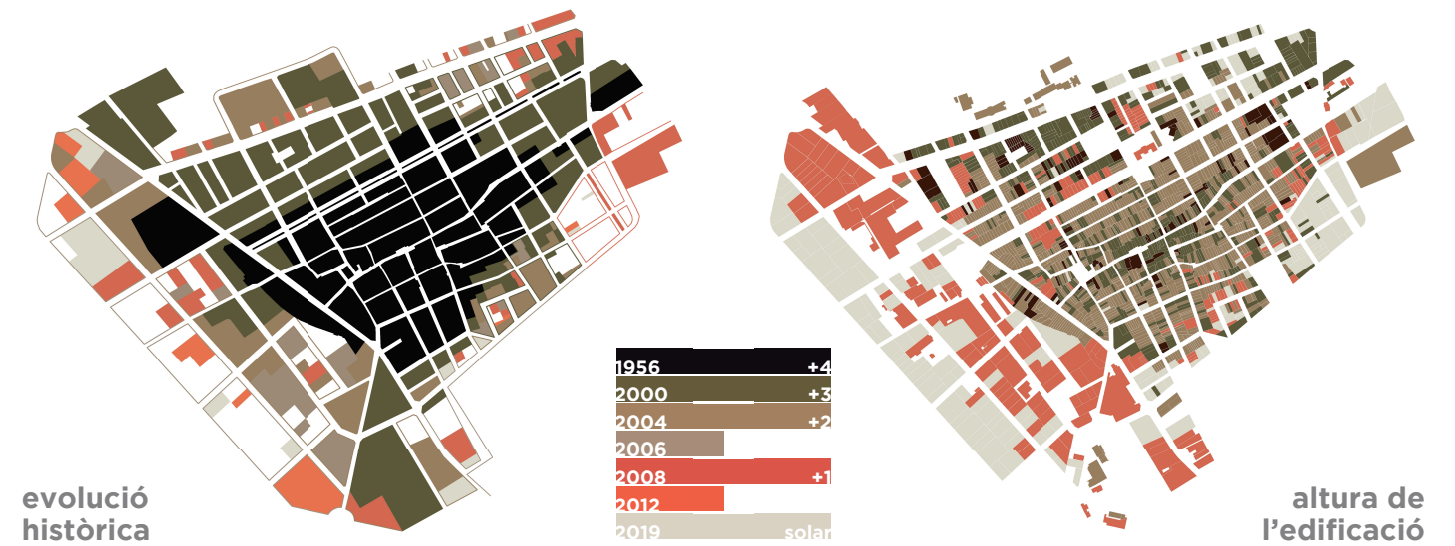 1956 +4
2000 +3
2004 +2
2006
2008 +1
2012
2019 solar
evolució
històrica
altura de
l’edificació